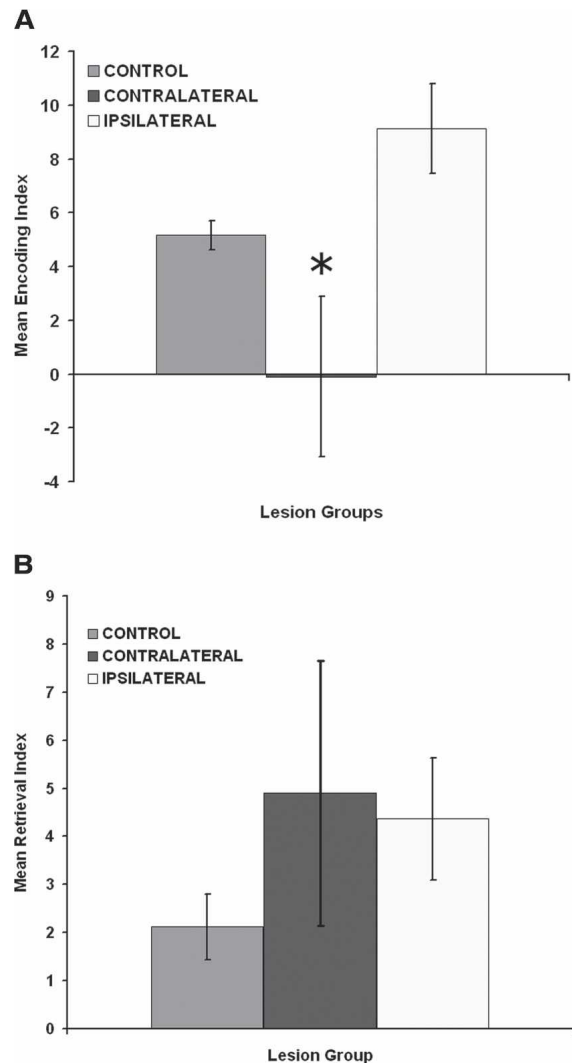 A
12
10
8
6
4
2
0
-2
-4
Mean Encoding Index
CONTROL
CONTRALATERAL
IPSILATERAL
*
Lesion Groups
B
9
8
7
6
5
4
3
2
1
0
Mean Retrieval Index
CONTROL
CONTRALATERAL
IPSILATERAL
Lesion Group